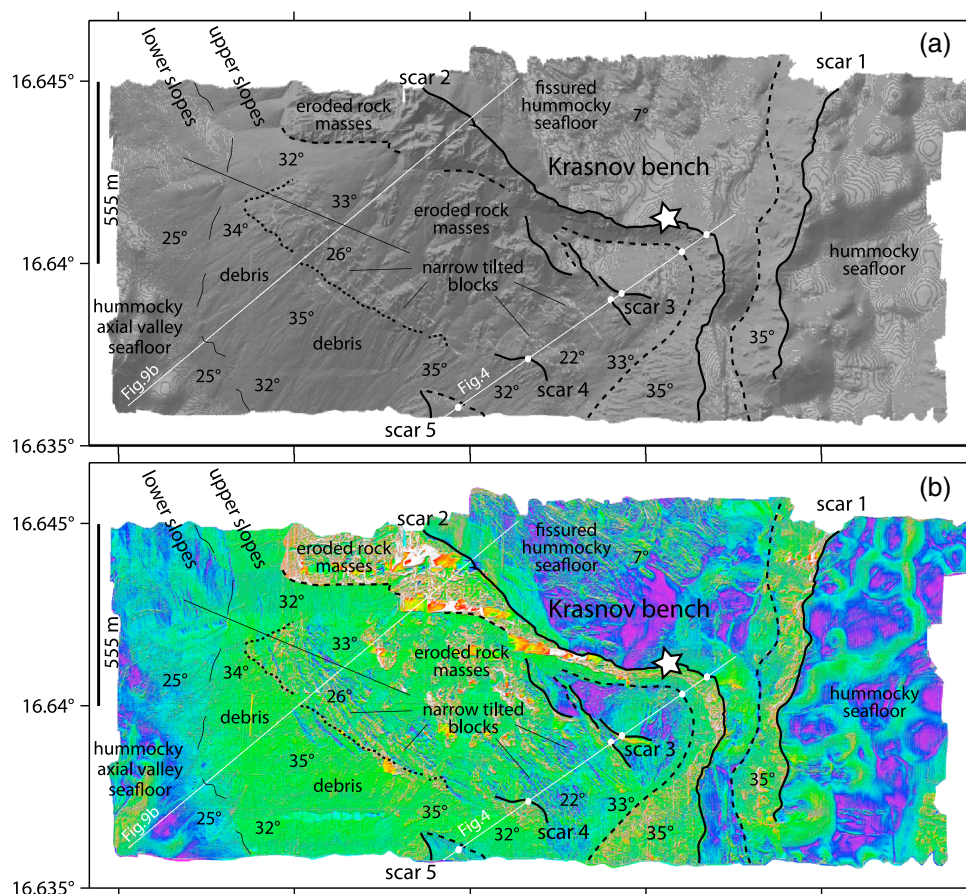 (a)
lower slopes
upper slopes
scar 2
scar 1
16.645°
eroded rock
masses
fissured
hummocky
seafloor
7°
32°
Krasnov bench
555 m
33°
eroded rock
masses
25°
34°
26°
hummocky
seafloor
16.64°
debris
narrow tilted
blocks
hummocky
axial valley
seafloor
35°
scar 3
debris
35°
22°
33°
35°
Fig.9b
25°
32°
Fig.4
32°
scar 4
35°
scar 5
16.635°
(b)
lower slopes
upper slopes
scar 2
scar 1
16.645°
eroded rock
masses
fissured
hummocky
seafloor
7°
32°
Krasnov bench
555 m
33°
eroded rock
masses
25°
34°
26°
hummocky
seafloor
16.64°
debris
narrow tilted
blocks
hummocky
axial valley
seafloor
35°
scar 3
debris
35°
22°
33°
35°
Fig.9b
25°
32°
Fig.4
32°
scar 4
35°
scar 5
16.635°